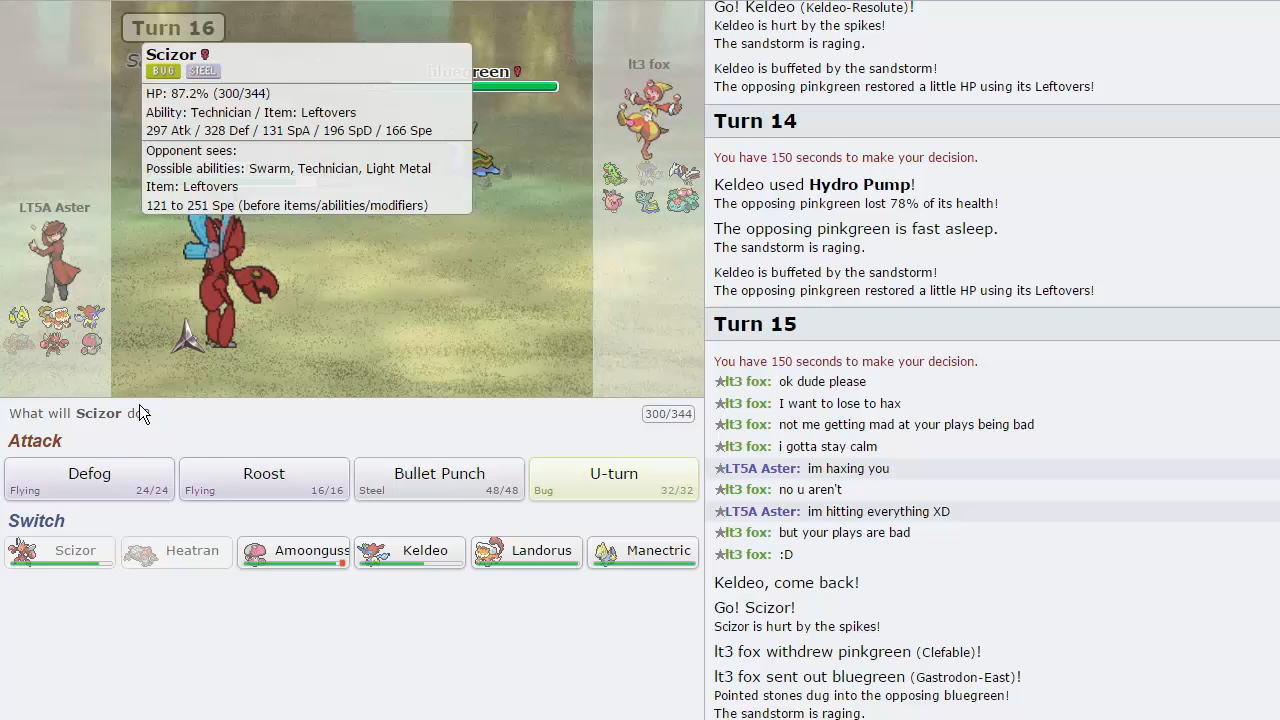 Turn 16
Scizor
BUG STEEL
HP: 87.2% (300/344)
Ability: Technician / Item: Leftovers
297 Atk / 328 Def / 131 SpA / 196 SpD / 166 Spe
Opponent sees:
Possible abilities: Swarm, Technician, Light Metal
Item: Leftovers
121 to 251 Spe (before items/abilities/modifiers)
bluegreen
lt3 fox
LT5A Aster
What will Scizor do?
300/344
Attack
Defog
Flying 24/24
Roost
Flying 16/16
Bullet Punch
Steel 48/48
U-turn
Bug 32/32
Switch
Scizor
Heatran
Amoonguss
Keldeo
Landorus
Manectric
Go! Keldeo (Keldeo-Resolute)!
Keldeo is hurt by the spikes!
The sandstorm is raging.
Keldeo is buffeted by the sandstorm!
The opposing pinkgreen restored a little HP using its Leftovers!
Turn 14
You have 150 seconds to make your decision.
Keldeo used Hydro Pump!
The opposing pinkgreen lost 78% of its health!
The opposing pinkgreen is fast asleep.
The sandstorm is raging.
Keldeo is buffeted by the sandstorm!
The opposing pinkgreen restored a little HP using its Leftovers!
Turn 15
You have 150 seconds to make your decision.
★lt3 fox: ok dude please
★lt3 fox: I want to lose to hax
★lt3 fox: not me getting mad at your plays being bad
★lt3 fox: i gotta stay calm
★LT5A Aster: im haxing you
★lt3 fox: no u aren't
★LT5A Aster: im hitting everything XD
★lt3 fox: but your plays are bad
★lt3 fox: :D
Keldeo, come back!
Go! Scizor!
Scizor is hurt by the spikes!
lt3 fox withdrew pinkgreen (Clefable)!
lt3 fox sent out bluegreen (Gastrodon-East)!
Pointed stones dug into the opposing bluegreen!
The sandstorm is raging.